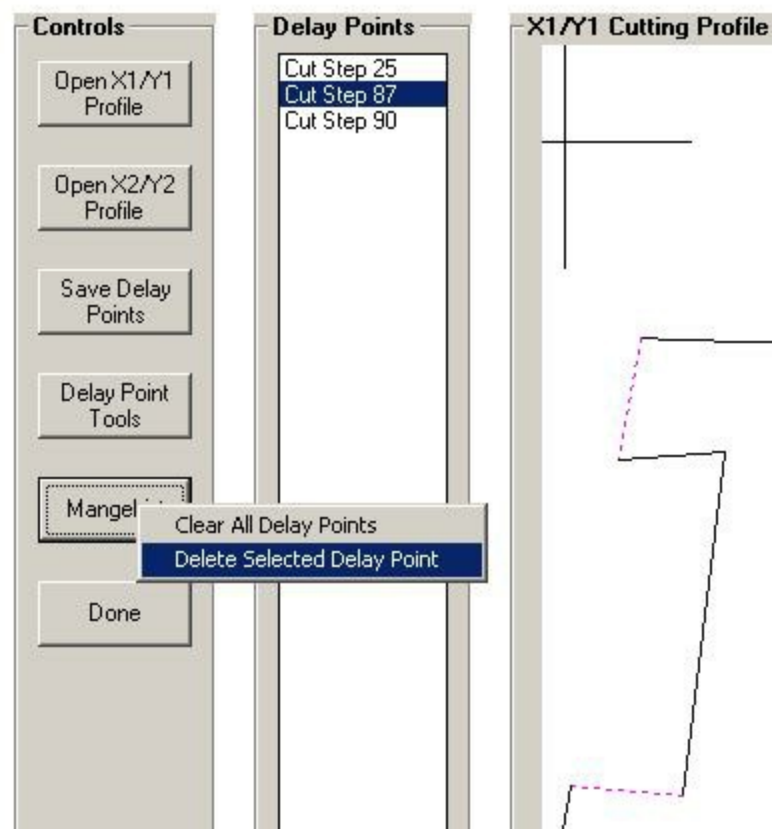 Controls
Open X1/Y1
Profile
Open X2/Y2
Profile
Save Delay
Points
Delay Point
Tools
Done
Delay Points
Cut Step 25
Cut Step 87
Cut Step 90
Clear All Delay Points
Delete Selected Delay Point
X1/Y1 Cutting Profile